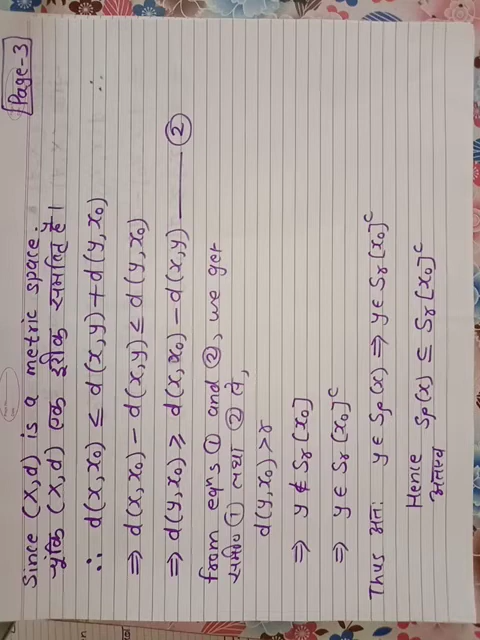 Page-3
Since (X,d) is a metric space.
चूंकि (X,d) एक दूरीक समष्टि है।
∴ d(x,x₀) ≤ d(x,y)+d(y,x₀)
⇒ d(x,x₀) - d(x,y) ≤ d(y,x₀)
⇒ d(y,x₀) ≥ d(x,x₀) - d(x,y) —— ②
from eqns ① and ②, we get
समी० ① तथा ② से,
d(y,x₀) > r
⇒ y ∉ Sr[x₀]
⇒ y ∈ Sr[x₀]ᶜ
Thus अतः y ∈ Sρ(x) ⇒ y ∈ Sr[x₀]ᶜ
Hence Sρ(x) ⊆ Sr[x₀]ᶜ
अतएव